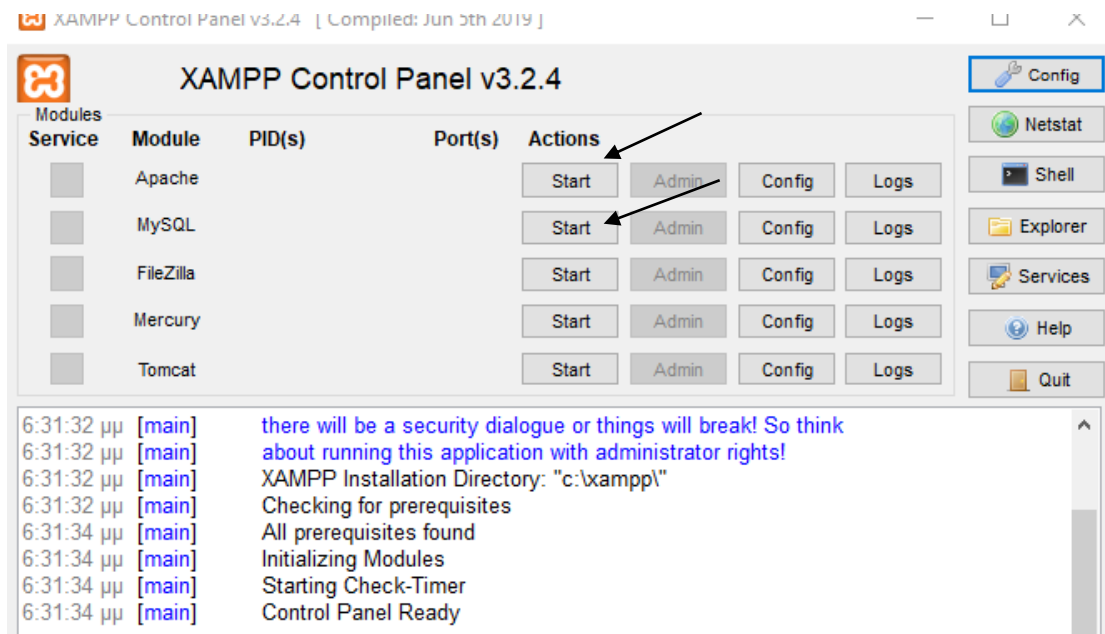 XAMPP Control Panel v3.2.4 [ Compiled: Jun 5th 2019 ]
XAMPP Control Panel v3.2.4
Config
Netstat
Shell
Explorer
Services
Help
Quit
Modules
Service Module PID(s) Port(s) Actions
Apache Start Admin Config Logs
MySQL Start Admin Config Logs
FileZilla Start Admin Config Logs
Mercury Start Admin Config Logs
Tomcat Start Admin Config Logs
6:31:32 μμ [main] there will be a security dialogue or things will break! So think
6:31:32 μμ [main] about running this application with administrator rights!
6:31:32 μμ [main] XAMPP Installation Directory: "c:\xampp\"
6:31:32 μμ [main] Checking for prerequisites
6:31:34 μμ [main] All prerequisites found
6:31:34 μμ [main] Initializing Modules
6:31:34 μμ [main] Starting Check-Timer
6:31:34 μμ [main] Control Panel Ready